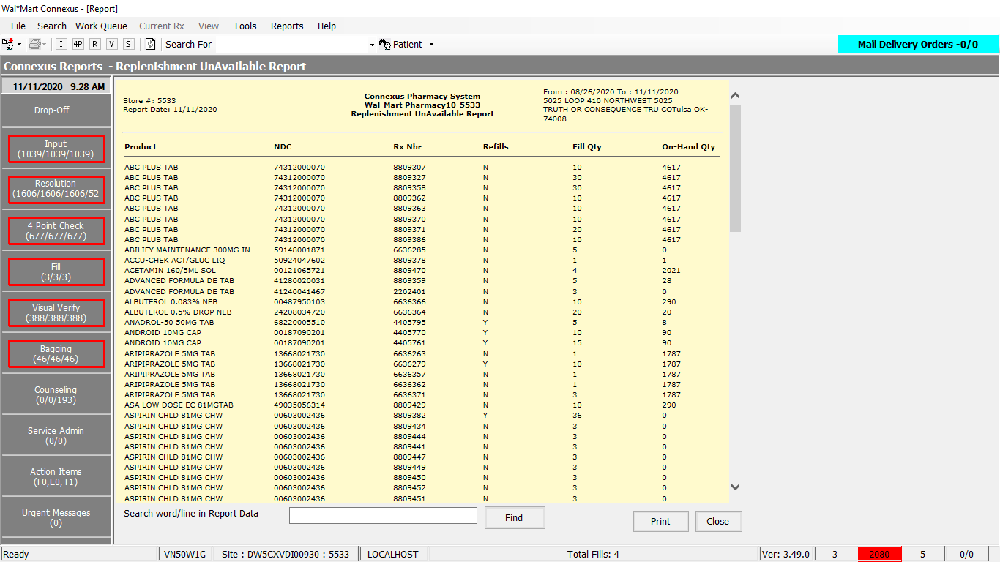 Wal*Mart Connexus - [Report]
File Search Work Queue Current Rx View Tools Reports Help
I 4P R V S Search For Patient
Mail Delivery Orders -0/0
Connexus Reports - Replenishment UnAvailable Report
11/11/2020 9:28 AM
Drop-Off
Input
(1039/1039/1039)
Resolution
(1606/1606/1606/52
4 Point Check
(677/677/677)
Fill
(3/3/3)
Visual Verify
(388/388/388)
Bagging
(46/46/46)
Counseling
(0/0/193)
Service Admin
(0/0)
Action Items
(F0,E0,T1)
Urgent Messages
(0)
Store #: 5533
Report Date: 11/11/2020
Connexus Pharmacy System
Wal-Mart Pharmacy10-5533
Replenishment UnAvailable Report
From : 08/26/2020 To : 11/11/2020
5025 LOOP 410 NORTHWEST 5025
TRUTH OR CONSEQUENCE TRU COTulsa OK-
74008
Product NDC Rx Nbr Refills Fill Qty On-Hand Qty
ABC PLUS TAB 74312000070 8809307 N 10 4617
ABC PLUS TAB 74312000070 8809327 N 30 4617
ABC PLUS TAB 74312000070 8809358 N 30 4617
ABC PLUS TAB 74312000070 8809362 N 10 4617
ABC PLUS TAB 74312000070 8809363 N 10 4617
ABC PLUS TAB 74312000070 8809370 N 10 4617
ABC PLUS TAB 74312000070 8809371 N 20 4617
ABC PLUS TAB 74312000070 8809386 N 10 4617
ABILIFY MAINTENANCE 300MG IN 59148001871 6636285 N 5 0
ACCU-CHEK ACT/GLUC LIQ 50924047602 8809378 N 1 1
ACETAMIN 160/5ML SOL 00121065721 8809470 N 4 2021
ADVANCED FORMULA DE TAB 41280020031 8809359 N 5 28
ADVANCED FORMULA DE TAB 41240041467 2202401 N 3 0
ALBUTEROL 0.083% NEB 00487950103 6636366 N 10 290
ALBUTEROL 0.5% DROP NEB 24208034720 6636364 N 20 20
ANADROL-50 50MG TAB 68220005510 4405795 Y 5 8
ANDROID 10MG CAP 00187090201 4405770 Y 10 90
ANDROID 10MG CAP 00187090201 4405761 Y 15 90
ARIPIPRAZOLE 5MG TAB 13668021730 6636263 N 1 1787
ARIPIPRAZOLE 5MG TAB 13668021730 6636279 Y 10 1787
ARIPIPRAZOLE 5MG TAB 13668021730 6636357 N 1 1787
ARIPIPRAZOLE 5MG TAB 13668021730 6636362 N 1 1787
ARIPIPRAZOLE 5MG TAB 13668021730 6636371 N 3 1787
ASA LOW DOSE EC 81MGTAB 49035056314 8809429 N 10 290
ASPIRIN CHLD 81MG CHW 00603002436 8809382 Y 36 0
ASPIRIN CHLD 81MG CHW 00603002436 8809434 N 3 0
ASPIRIN CHLD 81MG CHW 00603002436 8809444 N 3 0
ASPIRIN CHLD 81MG CHW 00603002436 8809441 N 3 0
ASPIRIN CHLD 81MG CHW 00603002436 8809447 N 3 0
ASPIRIN CHLD 81MG CHW 00603002436 8809449 N 3 0
ASPIRIN CHLD 81MG CHW 00603002436 8809450 N 3 0
ASPIRIN CHLD 81MG CHW 00603002436 8809452 N 3 0
ASPIRIN CHLD 81MG CHW 00603002436 8809451 N 3 0
Search word/line in Report Data Find Print Close
Ready VN50W1G Site : DW5CXVDI00930 : 5533 LOCALHOST Total Fills: 4 Ver: 3.49.0 3 2080 5 0/0